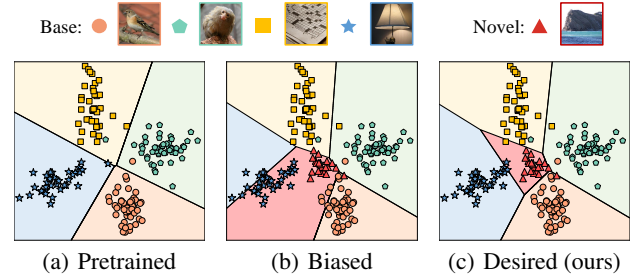 Base:
Novel:
(a) Pretrained
(b) Biased
(c) Desired (ours)